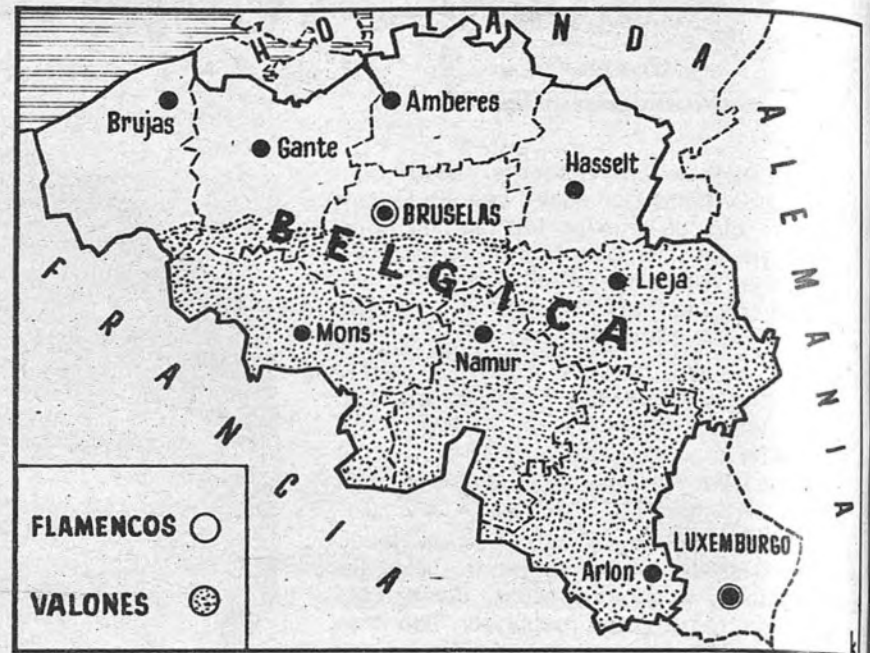 HOLANDA
Brujas
Amberes
Gante
Hasselt
BRUSELAS
BELGICA
Lieja
Mons
Namur
FRANCIA
ALEMANIA
FLAMENCOS
VALONES
Arlon
LUXEMBURGO